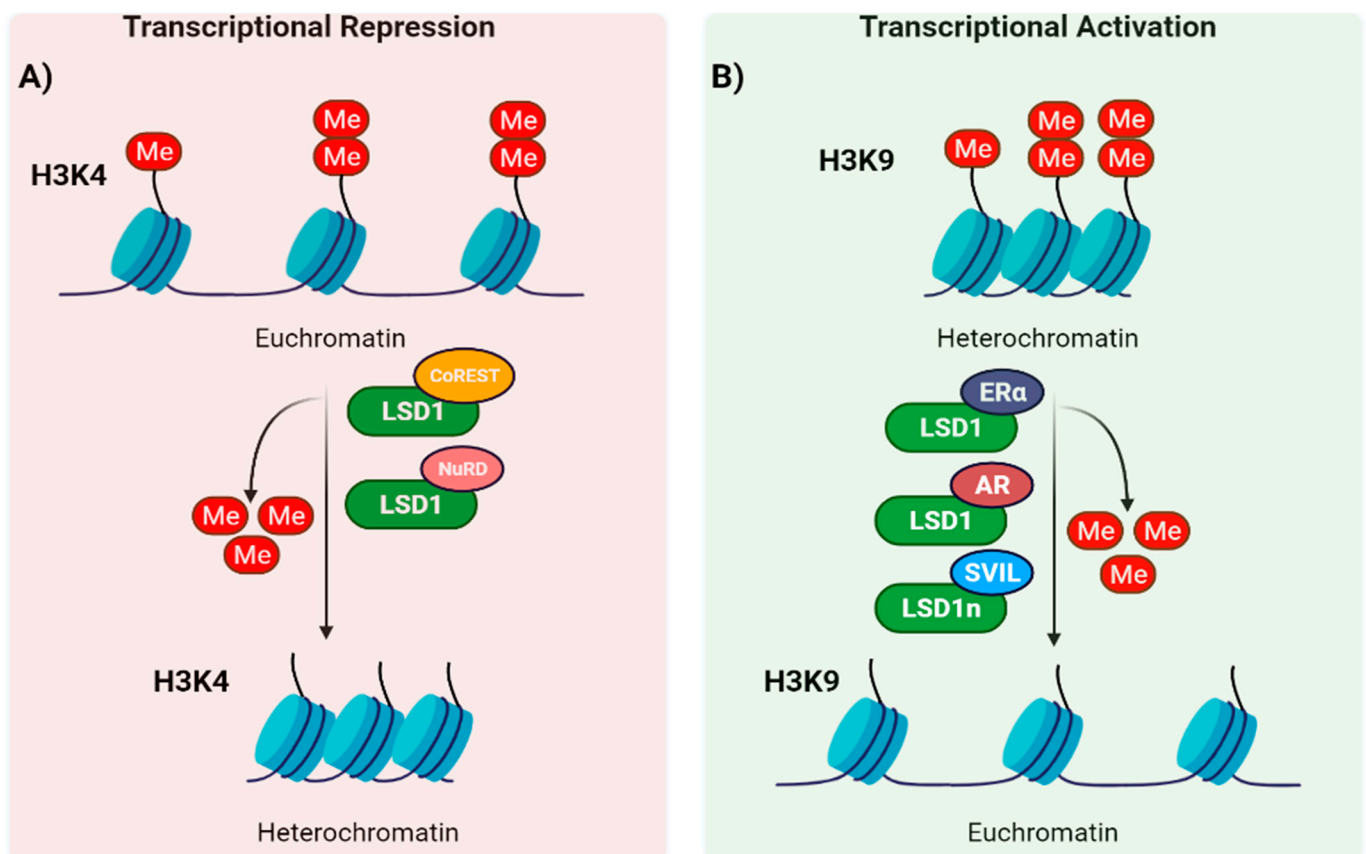 Transcriptional Repression
A)
Me
Me
Me
Me
Me
H3K4
Euchromatin
CoREST
LSD1
NuRD
LSD1
Me Me
Me
H3K4
Heterochromatin
Transcriptional Activation
B)
Me
Me
Me
Me
Me
H3K9
Heterochromatin
ERα
LSD1
AR
LSD1
SVIL
LSD1n
Me Me
Me
H3K9
Euchromatin